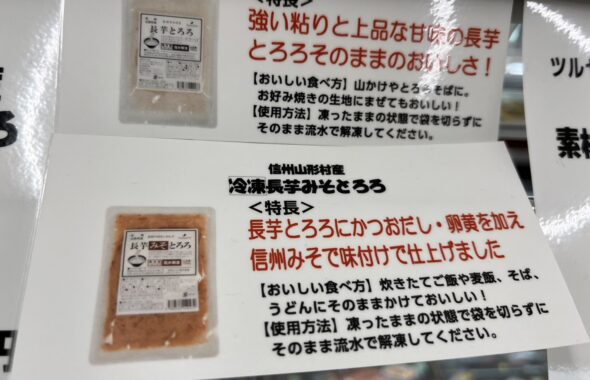 ＜特長＞
強い粘りと上品な甘味の長芋
とろろそのままのおいしさ！
【おいしい食べ方】山かけやとろろそばに。
お好み焼きの生地にまぜてもおいしい！
【使用方法】凍ったままの状態で袋を切らずに
そのまま流水で解凍してください。
長芋とろろ
信州山形村産
冷凍長芋みそとろろ
＜特長＞
長芋とろろにかつおだし・卵黄を加え
信州みそで味付けで仕上げました
【おいしい食べ方】炊きたてご飯や麦飯、そば、
うどんにそのままかけておいしい！
【使用方法】凍ったままの状態で袋を切らずに
そのまま流水で解凍してください。
長芋みそとろろ
ツルヤ
素
産
ろ
円